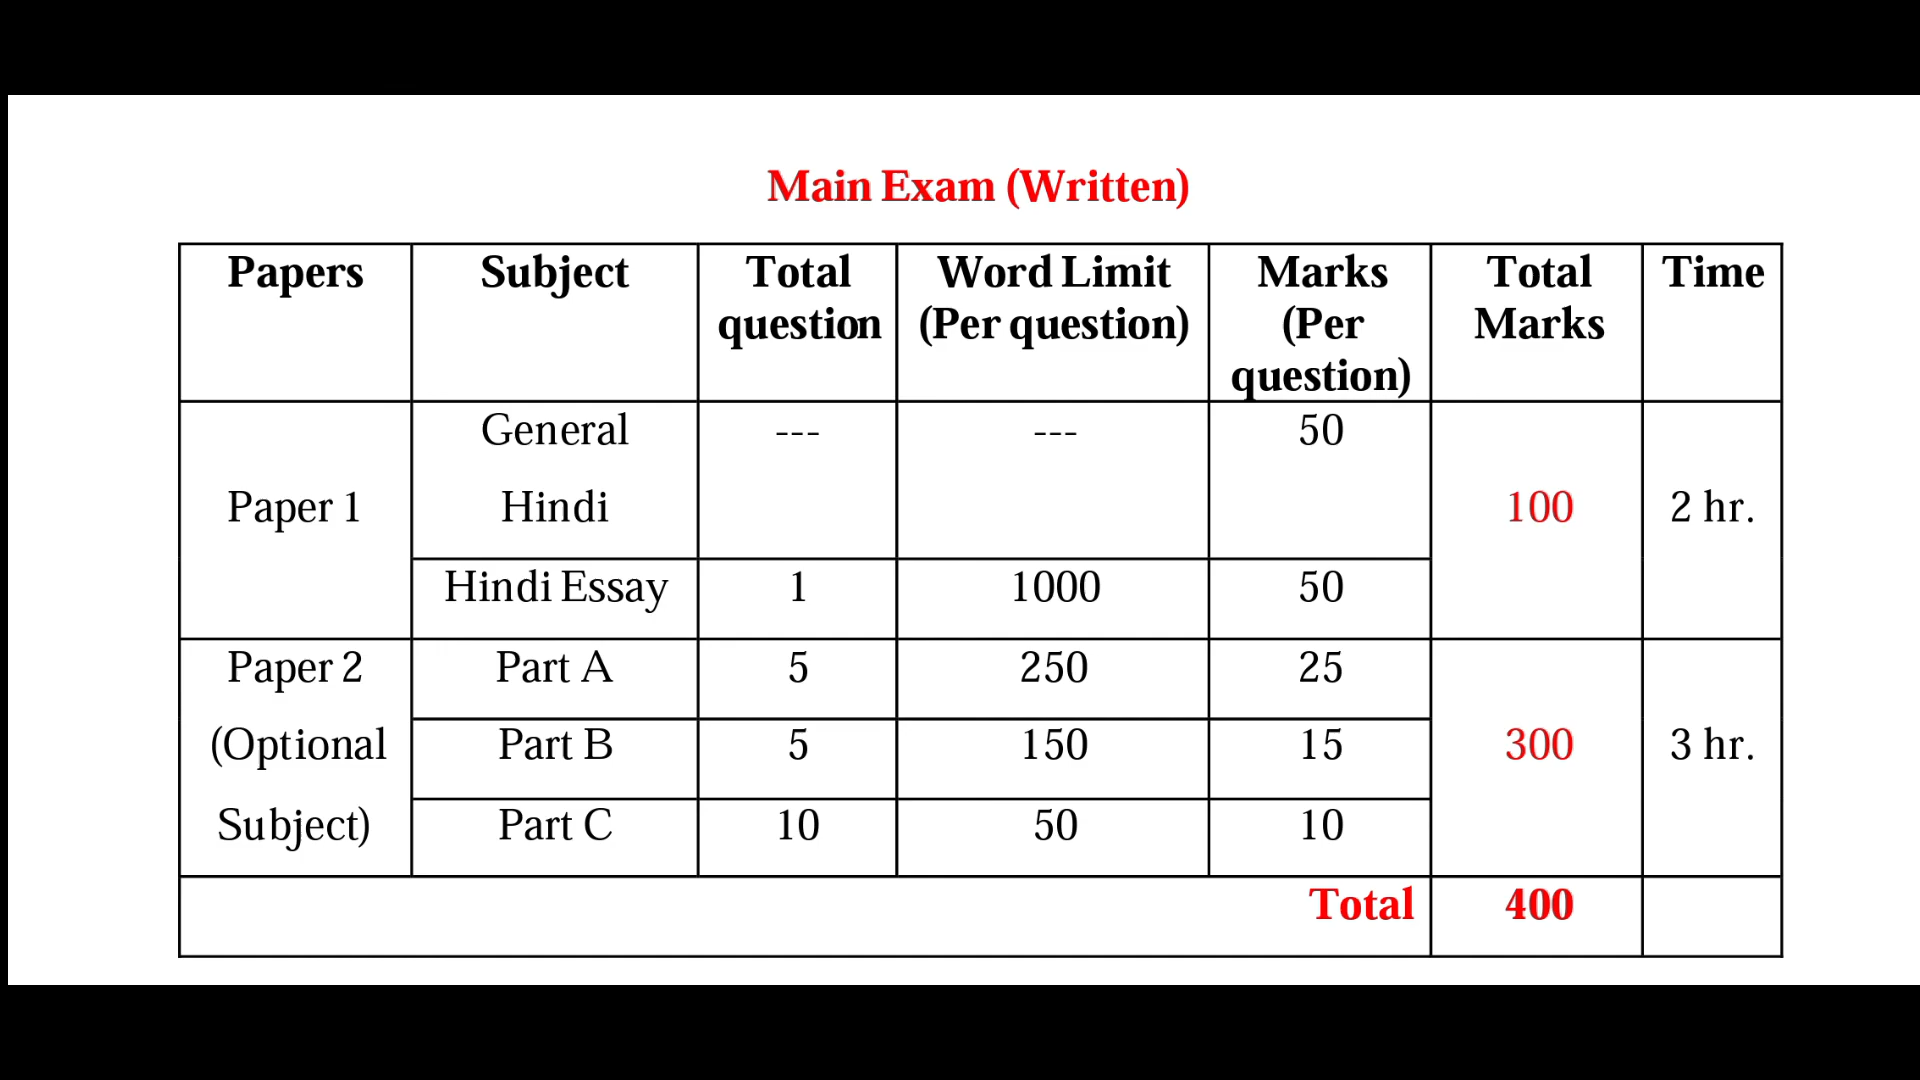 Main Exam (Written)
Papers Subject Total question Word Limit (Per question) Marks (Per question) Total Marks Time
Paper 1 General Hindi --- --- 50 100 2 hr.
Hindi Essay 1 1000 50
Paper 2 (Optional Subject) Part A 5 250 25 300 3 hr.
Part B 5 150 15
Part C 10 50 10
Total 400